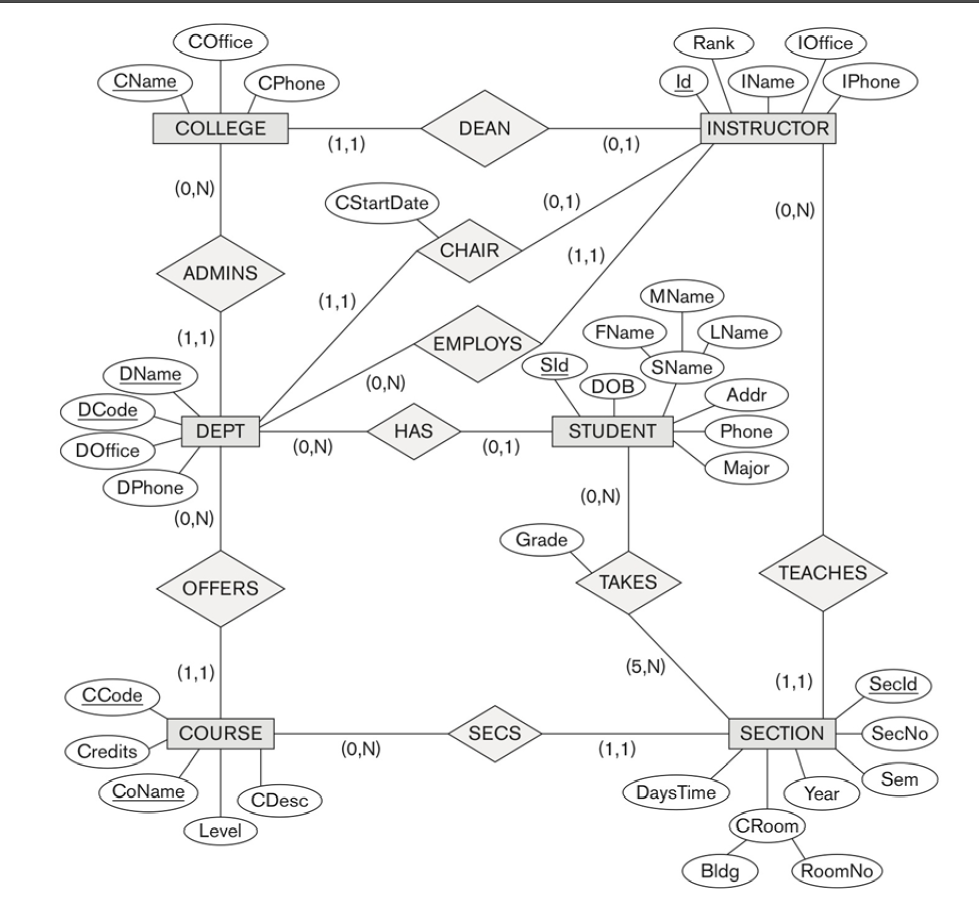 COffice
Rank
IOffice
CName
CPhone
Id
IName
IPhone
COLLEGE
DEAN
INSTRUCTOR
(1,1)
(0,1)
(0,N)
CStartDate
(0,1)
(0,N)
CHAIR
(1,1)
ADMINS
MName
(1,1)
FName
LName
(1,1)
EMPLOYS
SId
SName
DName
(0,N)
DOB
Addr
DCode
DEPT
HAS
STUDENT
Phone
DOffice
(0,N)
(0,1)
Major
DPhone
(0,N)
(0,N)
Grade
OFFERS
TAKES
TEACHES
(1,1)
(5,N)
(1,1)
SecId
CCode
COURSE
SECS
SECTION
SecNo
Credits
(0,N)
(1,1)
Sem
CoName
CDesc
DaysTime
Year
Level
CRoom
Bldg
RoomNo